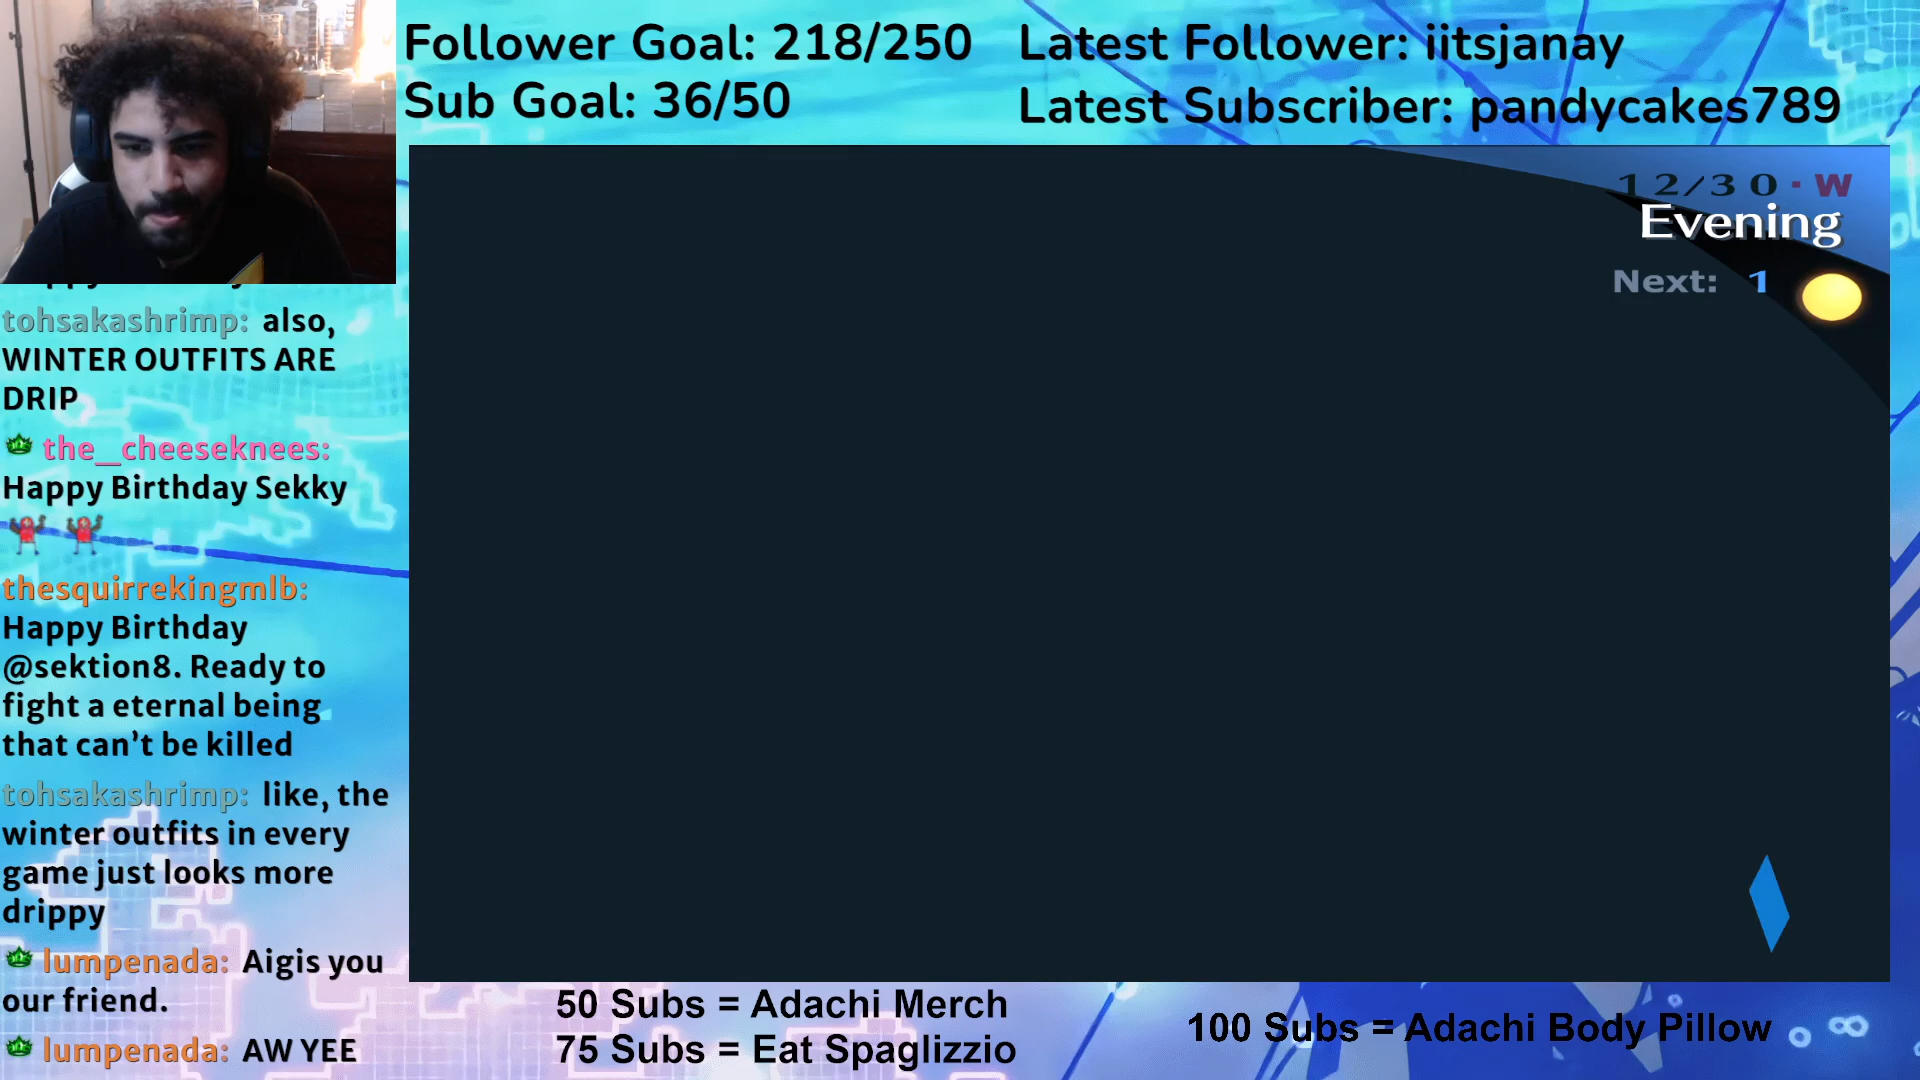 Follower Goal: 218/250
Sub Goal: 36/50
Latest Follower: iitsjanay
Latest Subscriber: pandycakes789
12/30 · W
Evening
Next: 1
tohsakashrimp: also,
WINTER OUTFITS ARE
DRIP
the__cheeseknees:
Happy Birthday Sekky
thesquirrekingmlb:
Happy Birthday
@sektion8. Ready to
fight a eternal being
that can't be killed
tohsakashrimp: like, the
winter outfits in every
game just looks more
drippy
lumpenada: Aigis you
our friend.
lumpenada: AW YEE
50 Subs = Adachi Merch
75 Subs = Eat Spaglizzio
100 Subs = Adachi Body Pillow